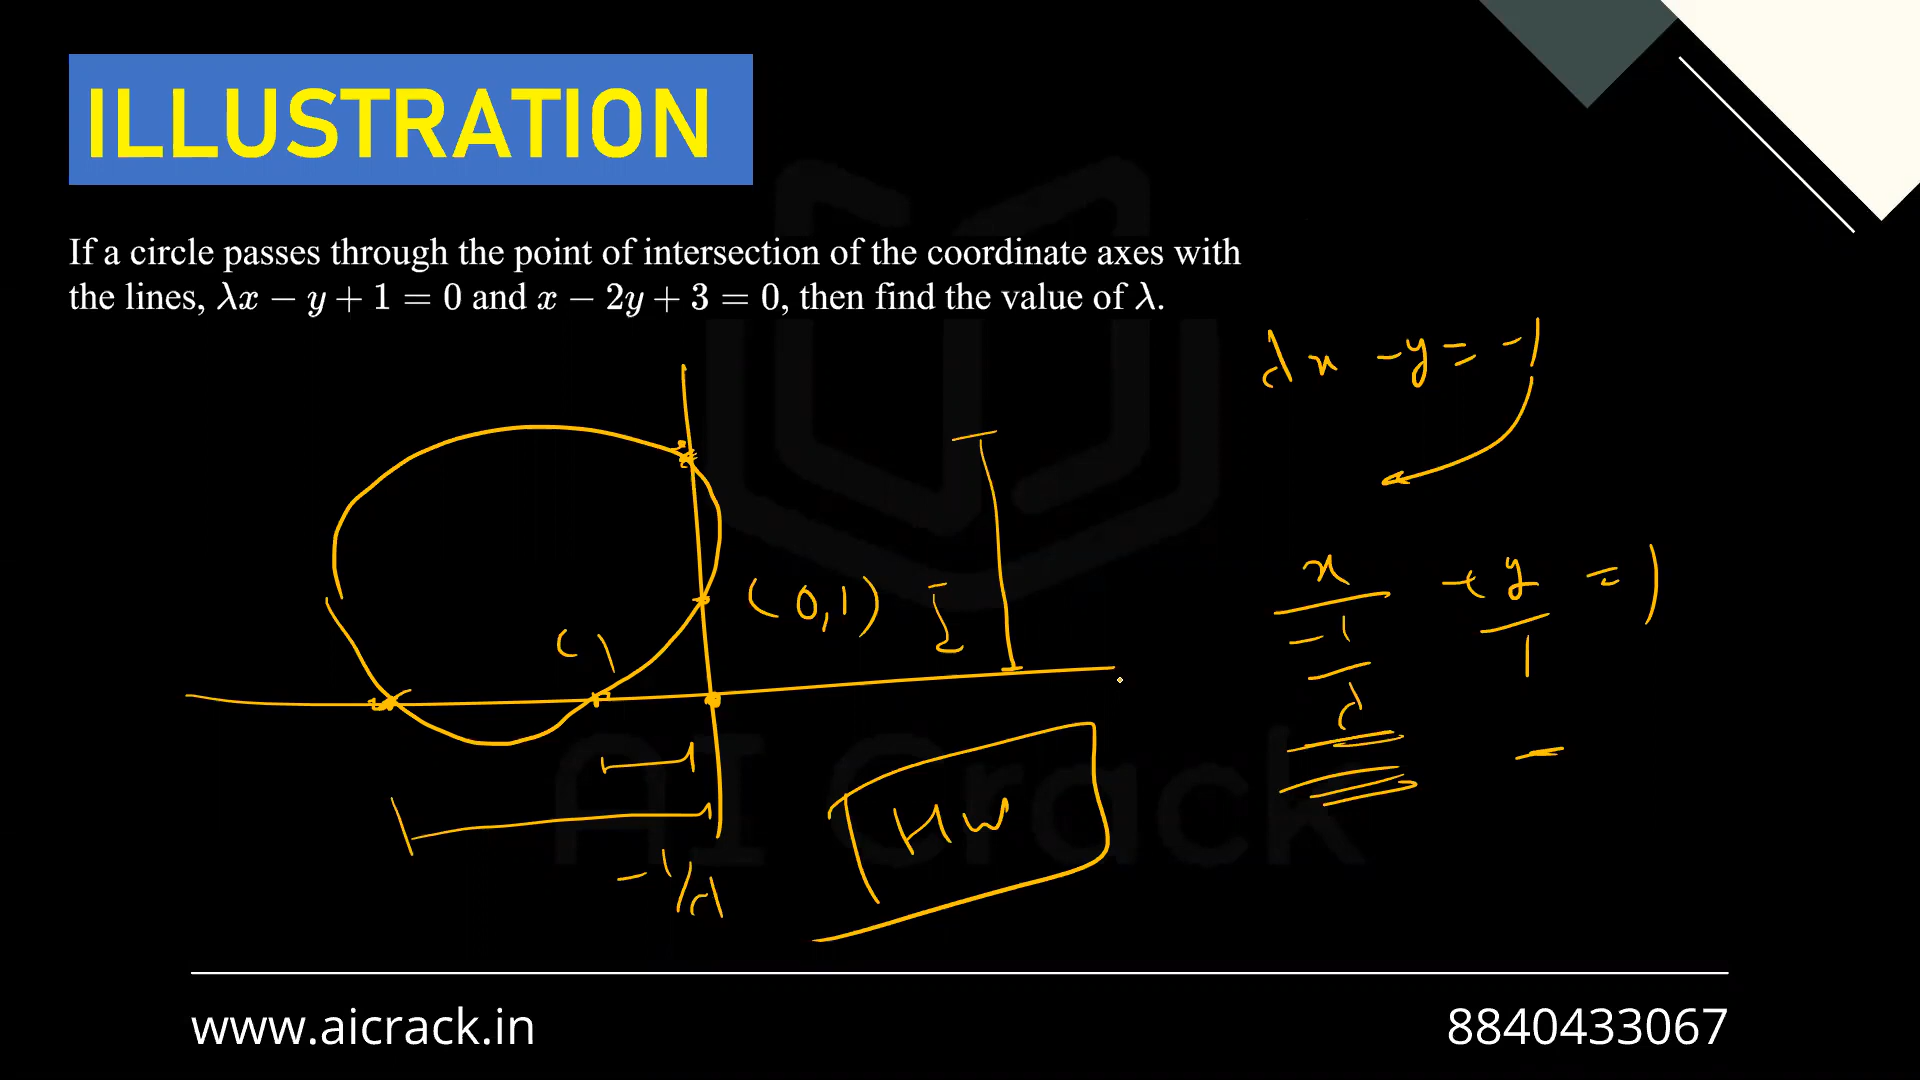 ILLUSTRATION
If a circle passes through the point of intersection of the coordinate axes with
the lines, λx − y + 1 = 0 and x − 2y + 3 = 0, then find the value of λ.
λx − y = −1
(0,1)
x/(−1/λ) + y/1 = 1
−1/λ
HW
AI Crack
www.aicrack.in
8840433067